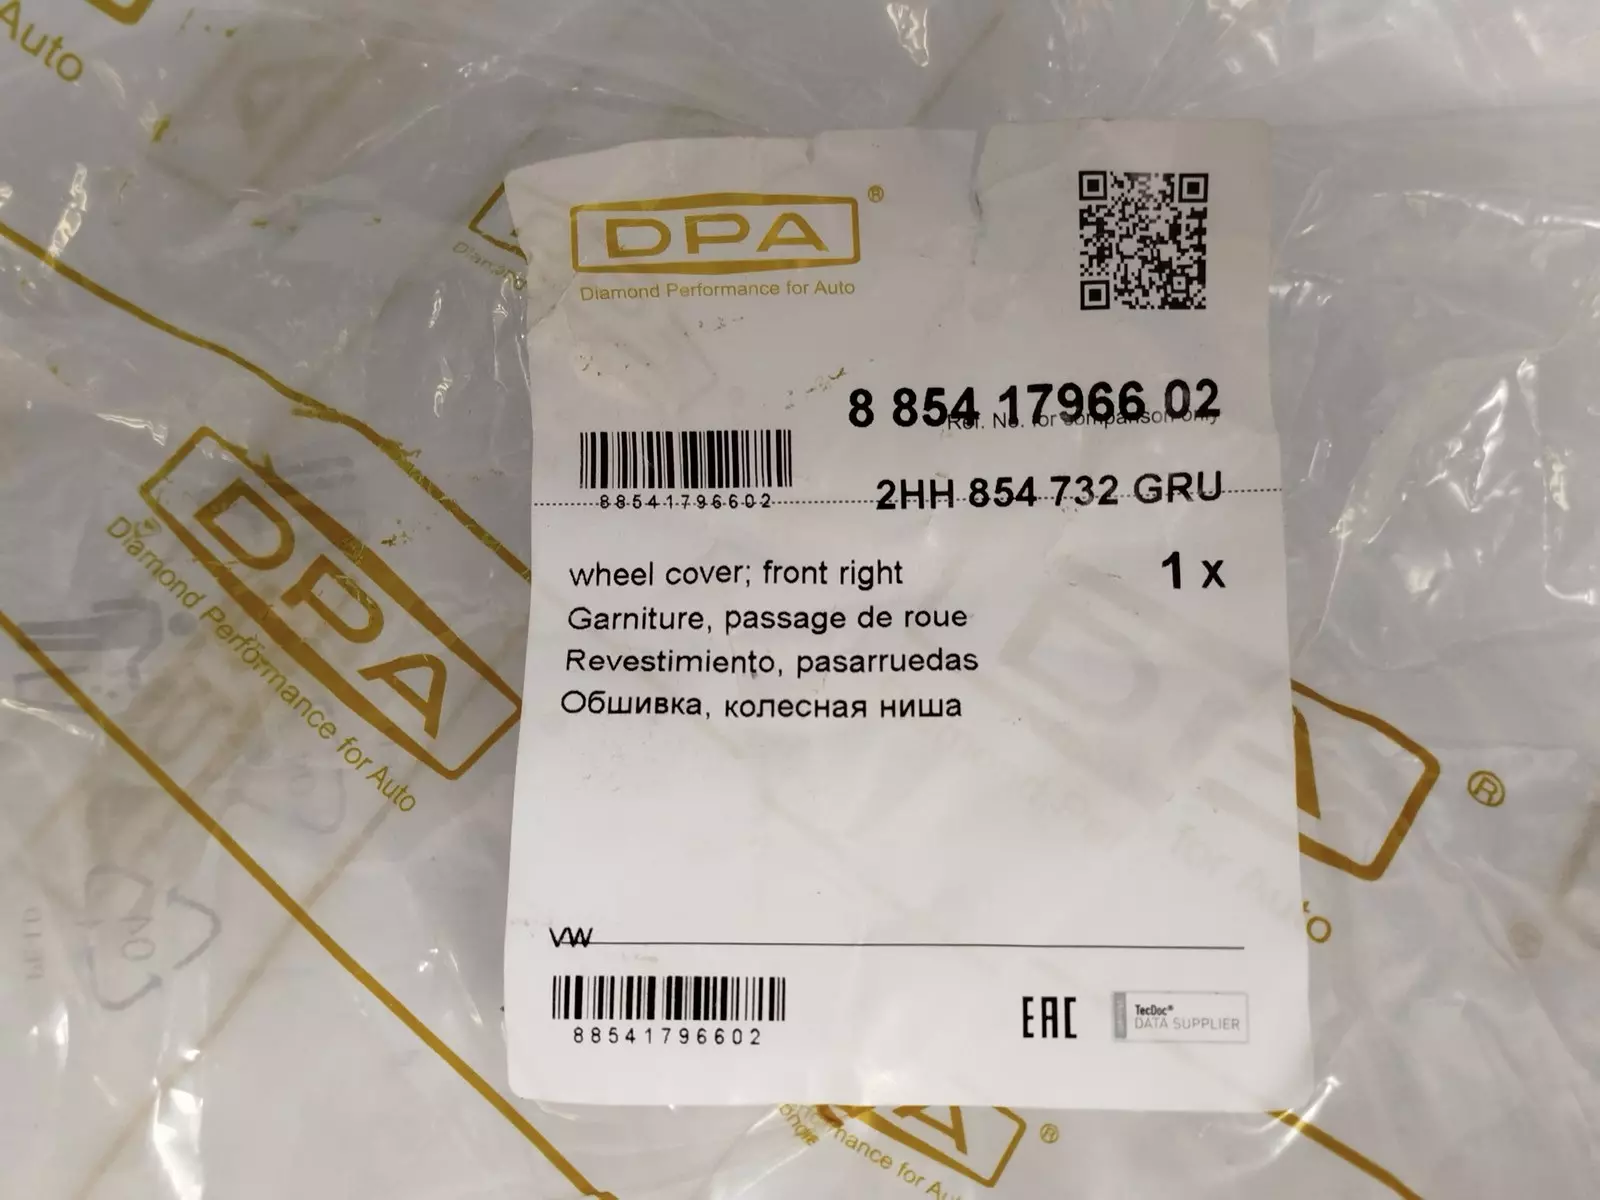 Auto
DPA ®
Diamond Performance for Auto
8 854 17966 02
Ref. No. for comparison only
88541796602
2HH 854 732 GRU
wheel cover; front right
1 x
Garniture, passage de roue
Revestimiento, pasarruedas
Обшивка, колесная ниша
VW
88541796602
EAC
TecDoc®
DATA SUPPLIER
DPA
Diamond Performance for Auto
®
®